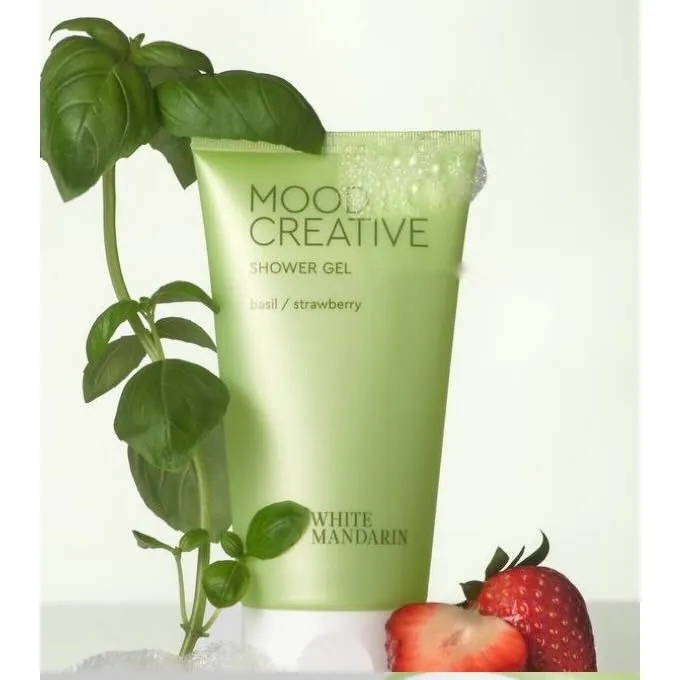 MOOD
CREATIVE
SHOWER GEL
basil / strawberry
WHITE
MANDARIN